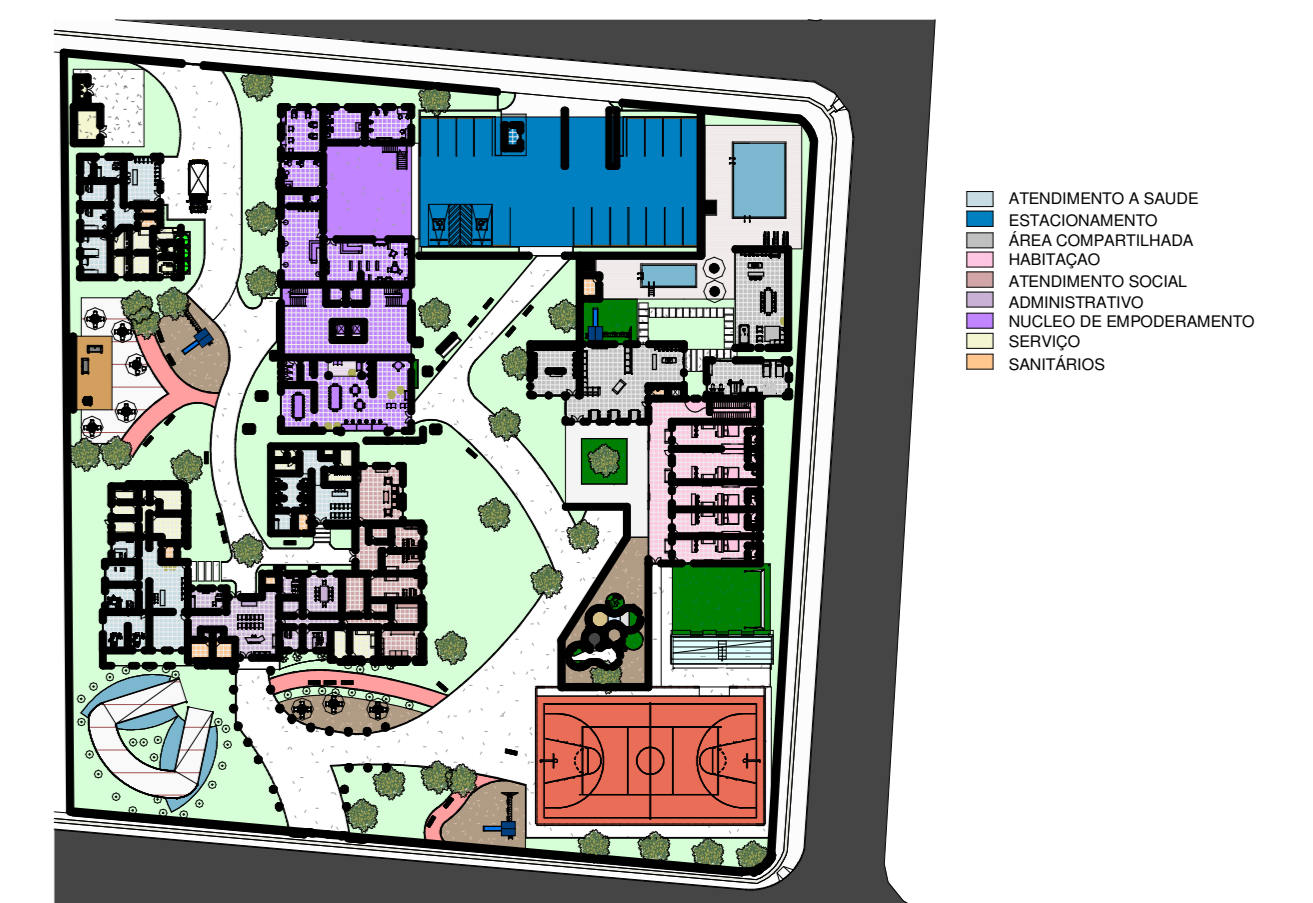 ATENDIMENTO A SAUDE
ESTACIONAMENTO
ÁREA COMPARTILHADA
HABITAÇAO
ATENDIMENTO SOCIAL
ADMINISTRATIVO
NUCLEO DE EMPODERAMENTO
SERVIÇO
SANITÁRIOS